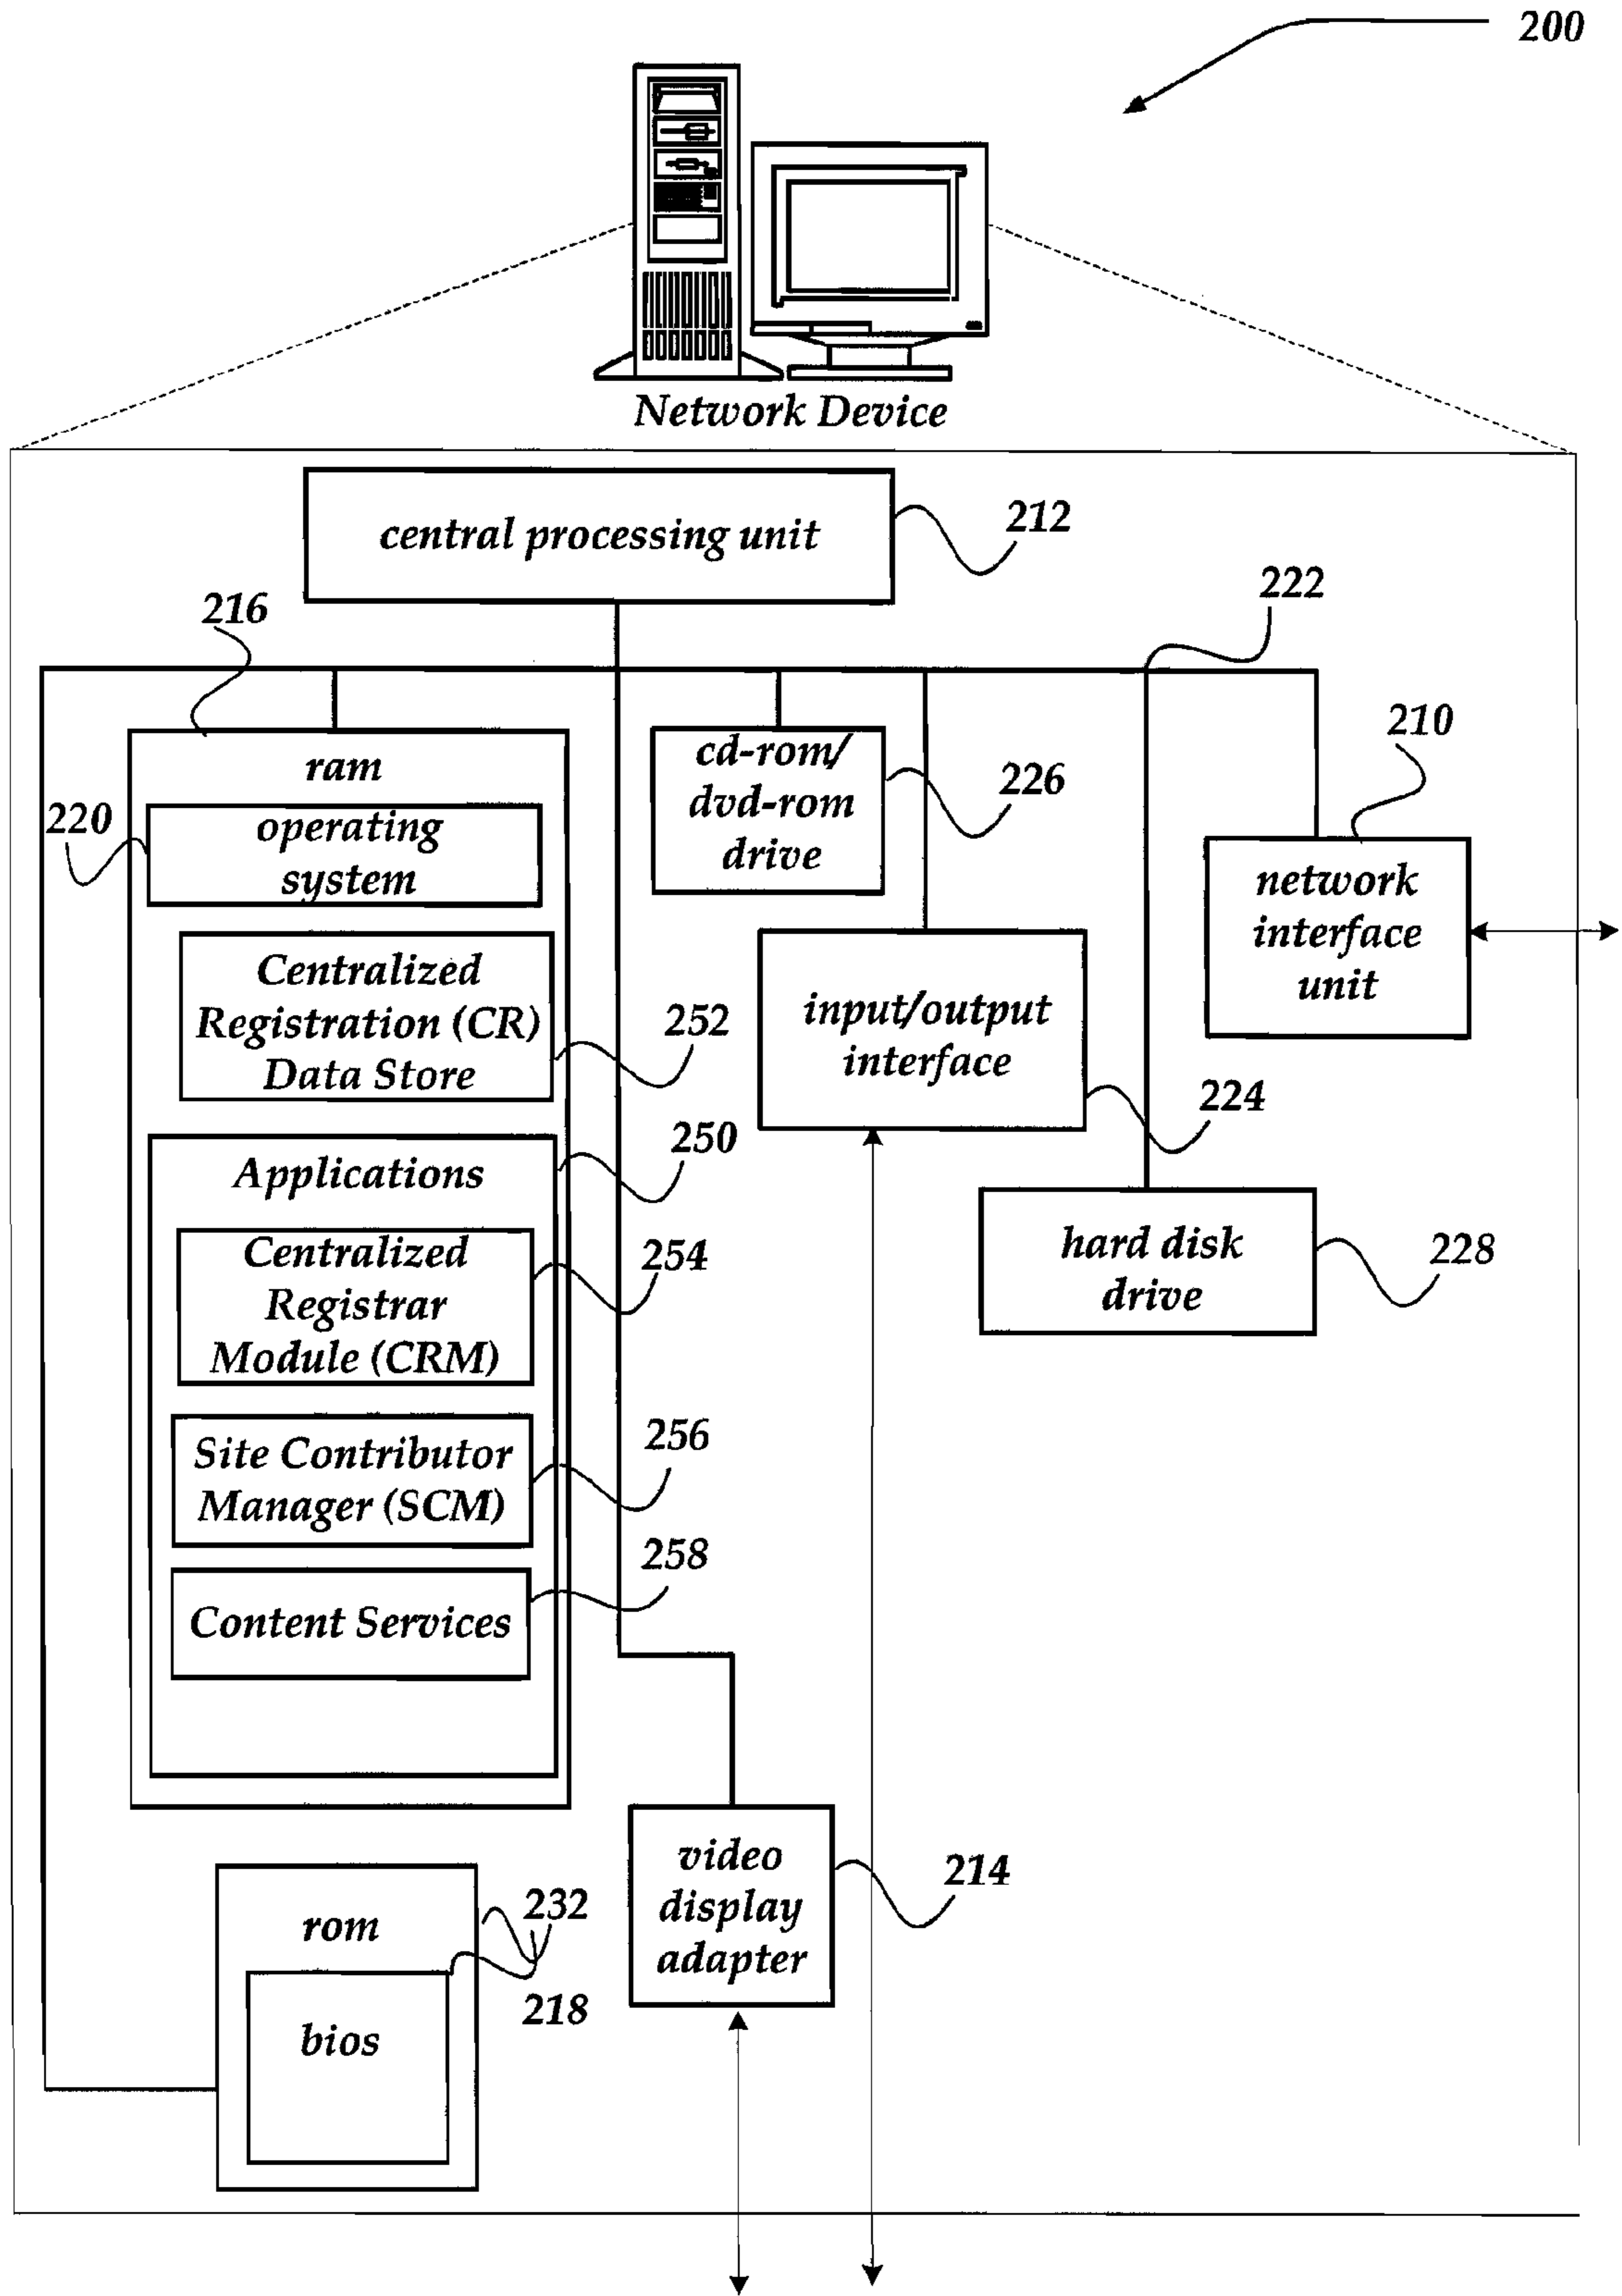 200
Network Device
central processing unit
212
222
216
210
ram
cd-rom/
dvd-rom
drive
226
220
operating
system
network
interface
unit
Centralized
Registration (CR)
Data Store
252
input/output
interface
224
250
Applications
Centralized
Registrar
Module (CRM)
254
hard disk
drive
228
Site Contributor
Manager (SCM)
256
258
Content Services
video
display
adapter
214
rom
232
218
bios